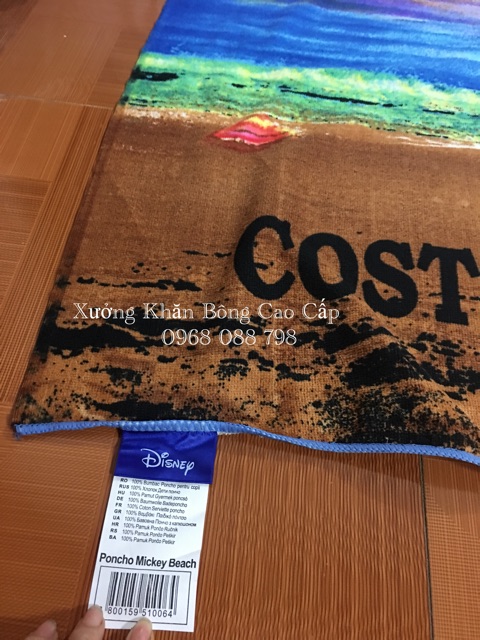 COST
Xưởng Khăn Bông Cao Cấp
0968 088 798
Disney
RO 100% Bumbac Poncho pentru copii
RUS 100% Хлопок Дети пончо
HU 100% Pamut Gyermek poncsó
DE 100% Baumwolle Badeponcho
FR 100% Coton Serviette poncho
GR 100% Βαμβάκι Παιδικό πόντσο
UA 100% Бавовна Пончо з капюшоном
HR 100% Pamuk Pončo Ručnik
RS 100% Pamuk Pončo Peškir
BA 100% Pamuk Pončo Peškir
Poncho Mickey Beach
800159 510064